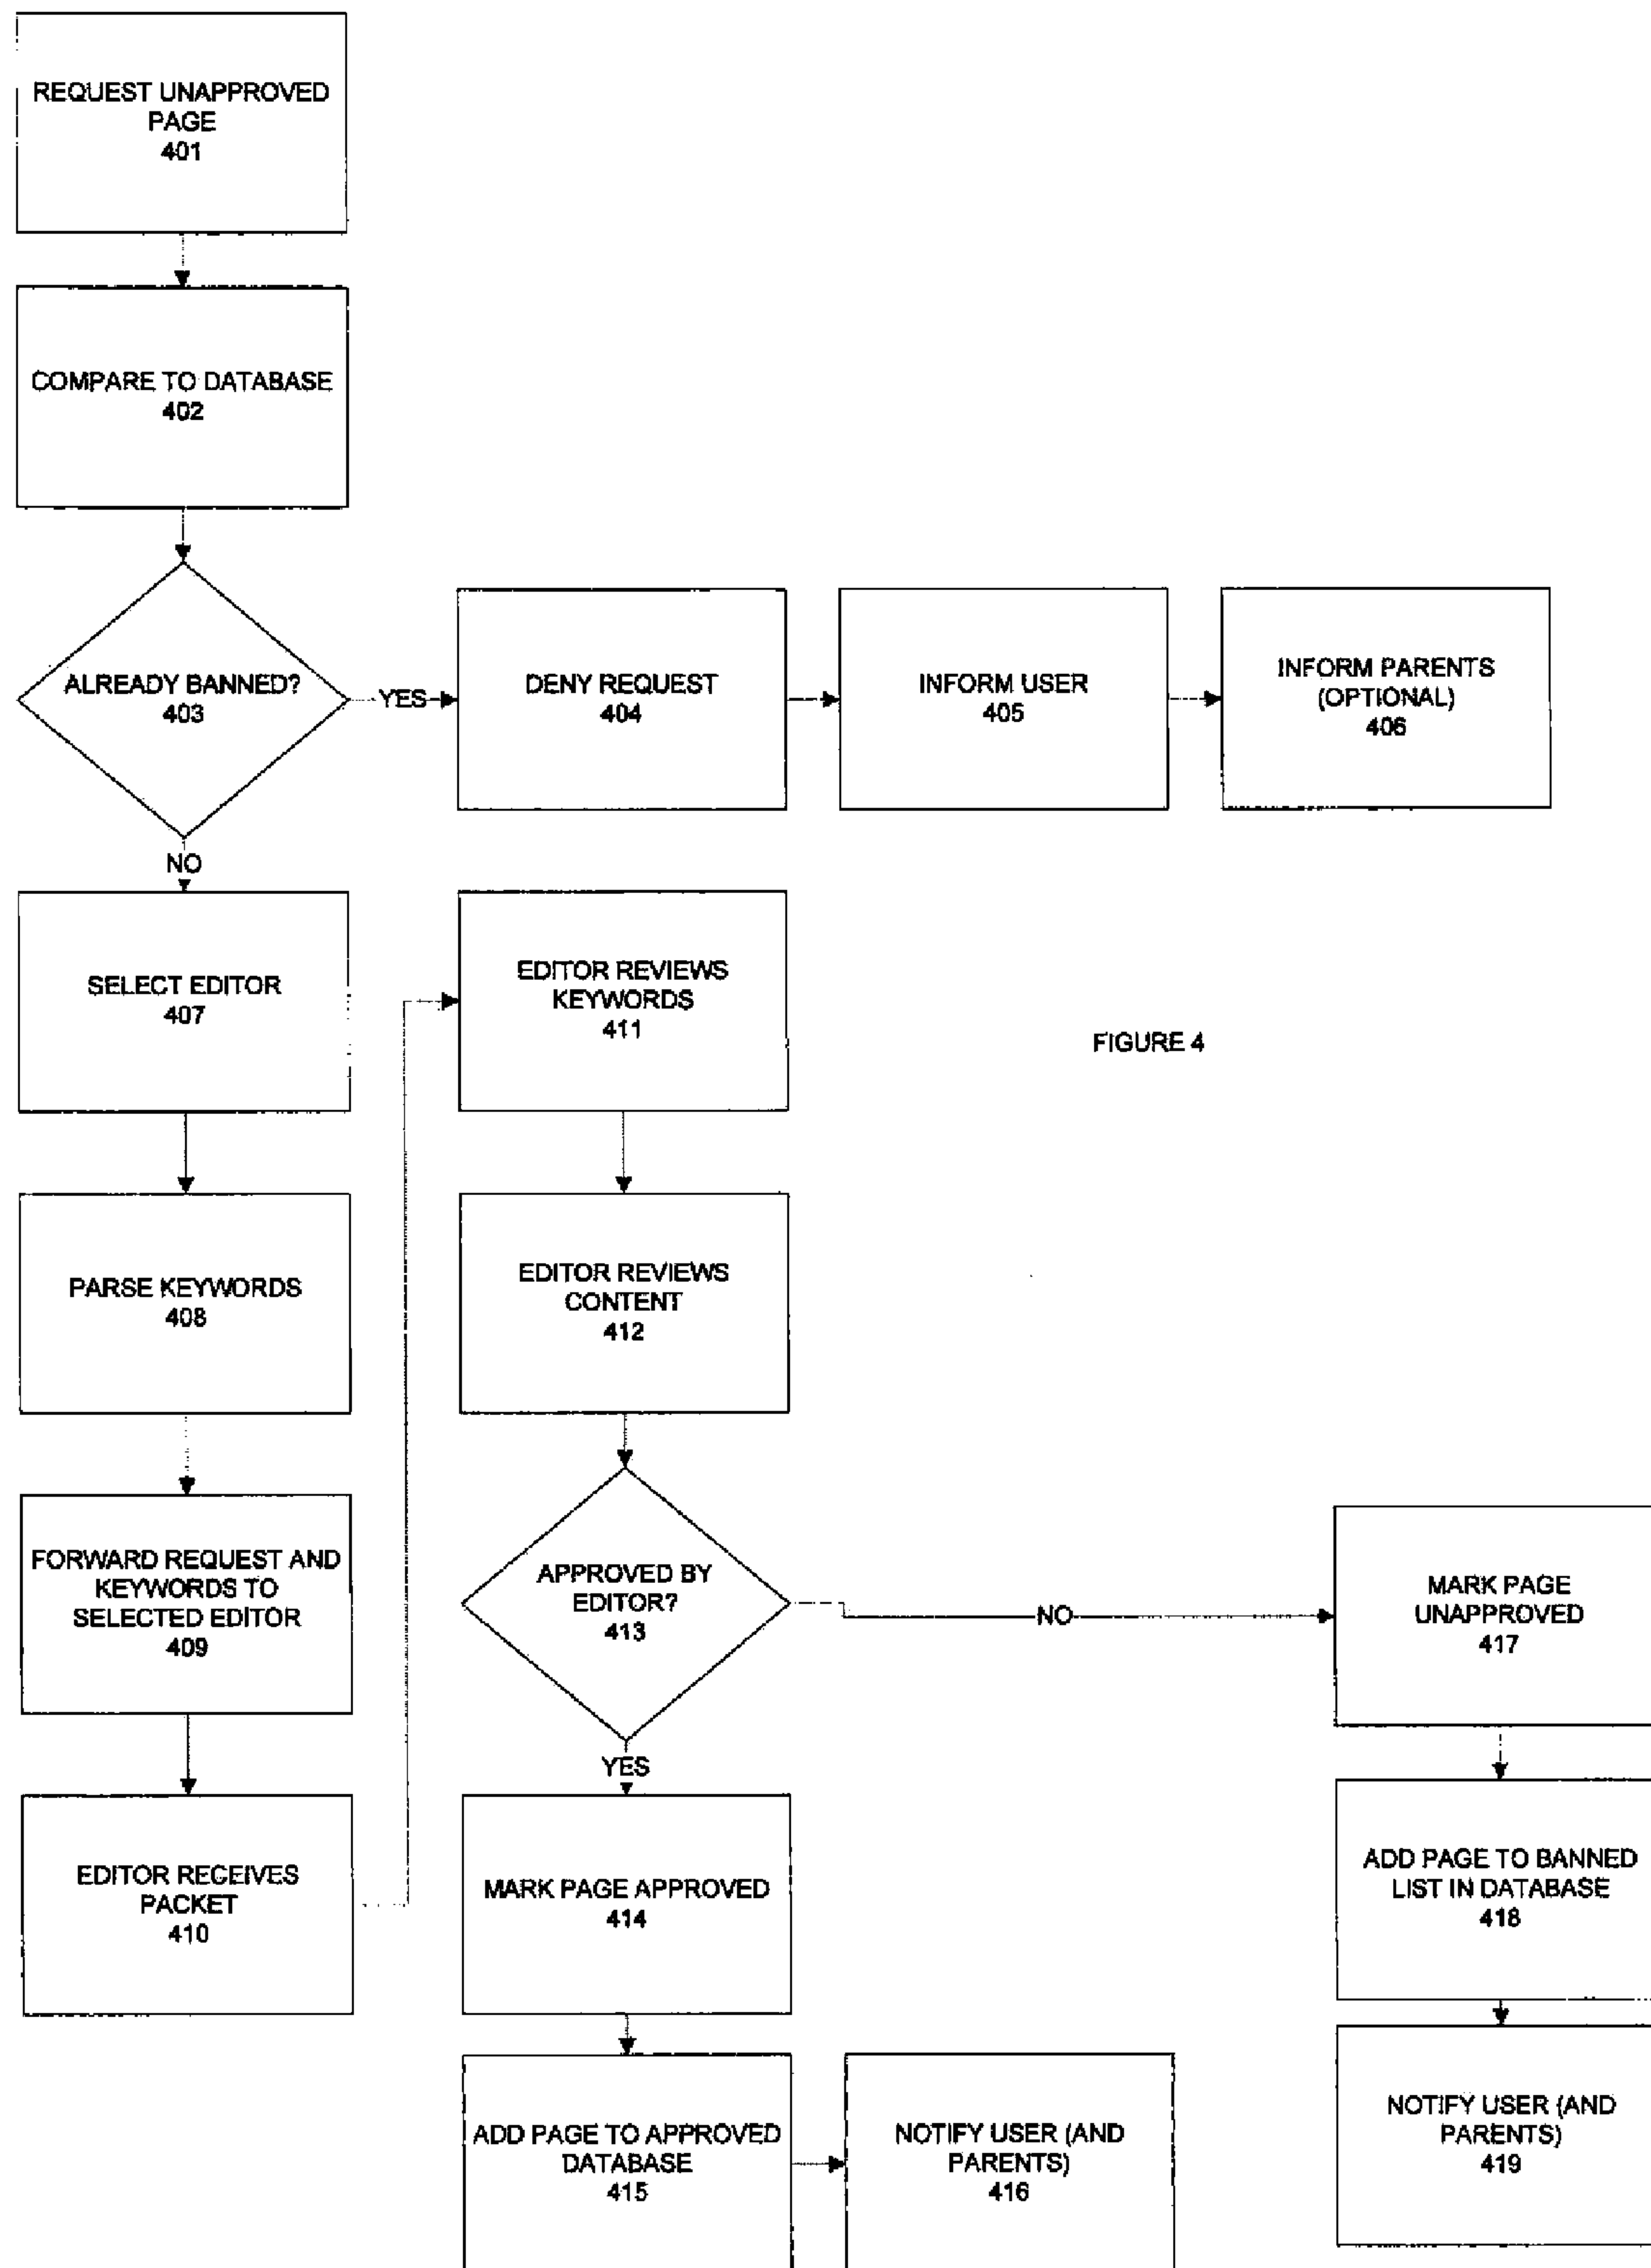 REQUEST UNAPPROVED
PAGE
401
COMPARE TO DATABASE
402
ALREADY BANNED?
403
YES
DENY REQUEST
404
INFORM USER
405
INFORM PARENTS
(OPTIONAL)
406
NO
SELECT EDITOR
407
PARSE KEYWORDS
408
FORWARD REQUEST AND
KEYWORDS TO
SELECTED EDITOR
409
EDITOR RECEIVES
PACKET
410
EDITOR REVIEWS
KEYWORDS
411
FIGURE 4
EDITOR REVIEWS
CONTENT
412
APPROVED BY
EDITOR?
413
NO
YES
MARK PAGE APPROVED
414
ADD PAGE TO APPROVED
DATABASE
415
NOTIFY USER (AND
PARENTS)
416
MARK PAGE
UNAPPROVED
417
ADD PAGE TO BANNED
LIST IN DATABASE
418
NOTIFY USER (AND
PARENTS)
419